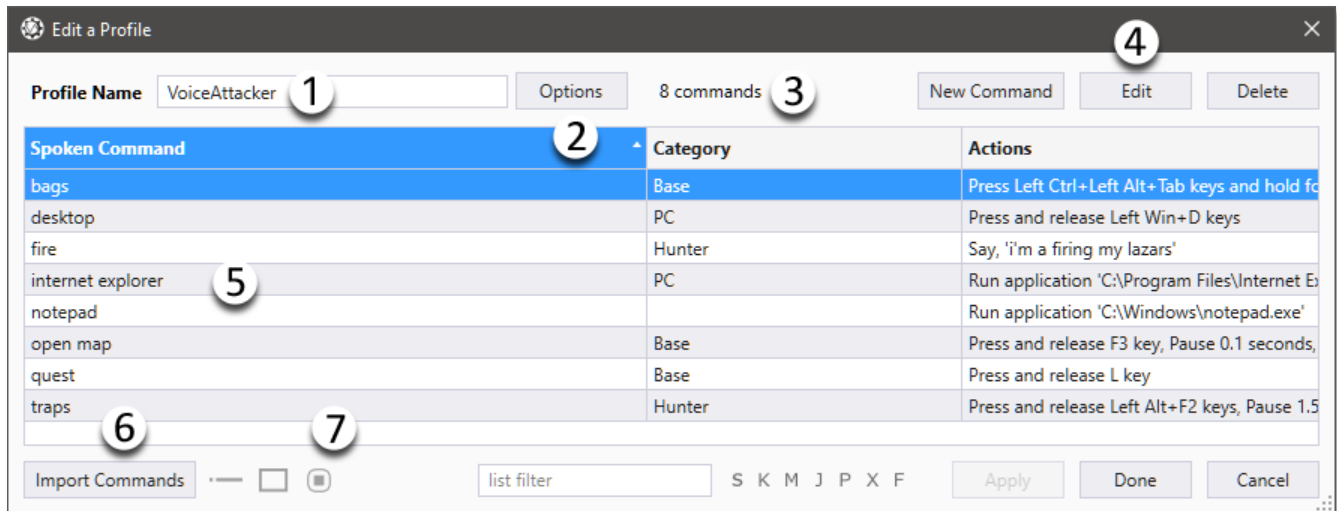 Edit a Profile
4
Profile Name VoiceAttacker 1 Options 8 commands 3 New Command Edit Delete
2
Spoken Command Category Actions
bags Base Press Left Ctrl+Left Alt+Tab keys and hold fo
desktop PC Press and release Left Win+D keys
fire Hunter Say, 'i'm a firing my lazars'
internet explorer 5 PC Run application 'C:\Program Files\Internet Ex
notepad Run application 'C:\Windows\notepad.exe'
open map Base Press and release F3 key, Pause 0.1 seconds,
quest Base Press and release L key
traps Hunter Press and release Left Alt+F2 keys, Pause 1.5
6 7
Import Commands list filter S K M J P X F Apply Done Cancel